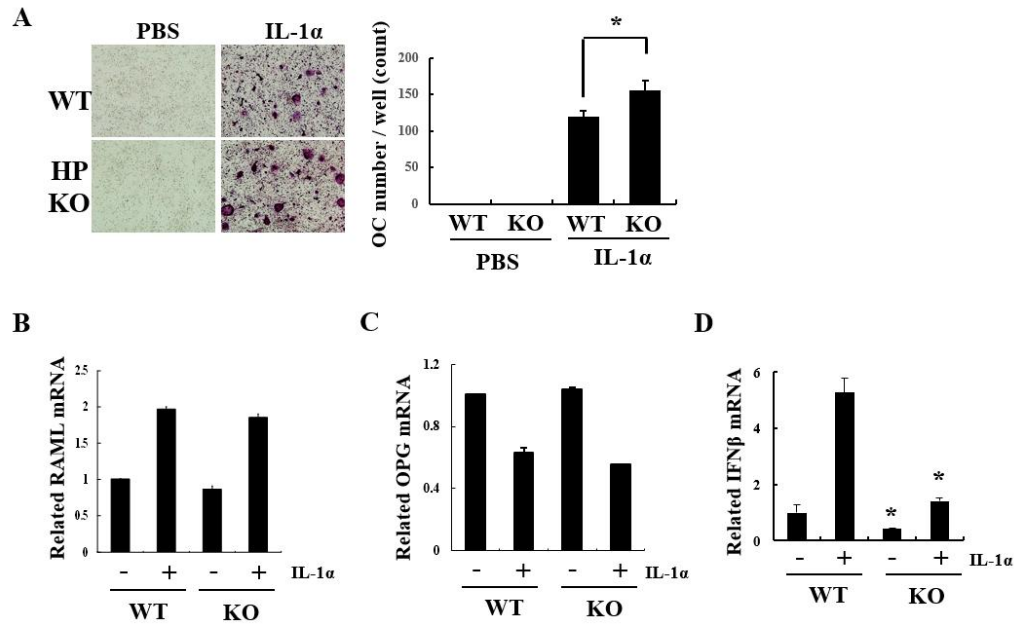 A
PBS
IL-1α
WT
HP
KO
OC number / well (count)
200
150
100
50
0
*
WT KO WT KO
PBS
IL-1α
B
Related RAML mRNA
25
2
1.5
1
0.5
0
- + - + IL-1α
WT KO
C
Related OPG mRNA
1.2
0.8
0.4
0
- + - + IL-1α
WT KO
D
Related IFNβ mRNA
6
4
2
0
*
*
- + - + IL-1α
WT KO